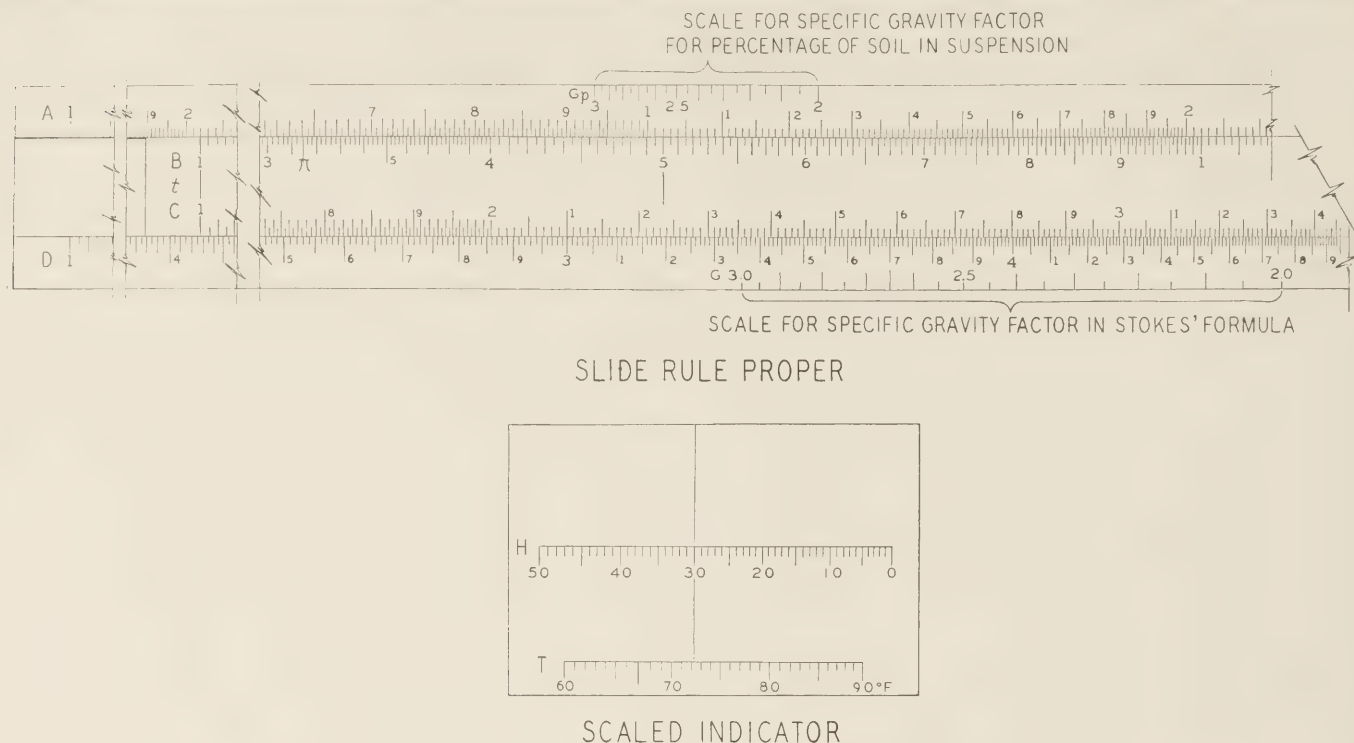 SCALE FOR SPECIFIC GRAVITY FACTOR
FOR PERCENTAGE OF SOIL IN SUSPENSION
Gp 3 2 5 2
A 1 9 2 7 8 9 1 1 2 3 4 5 6 7 8 9 2
B 1 3 π 5 4 5 6 7 8 9 1
t
C 1 8 9 2 1 2 3 4 5 6 7 8 9 3 1 2 3 4
D 1 4 5 6 7 8 9 3 1 2 3 4 5 6 7 8 9 4 1 2 3 4 5 6 7 8 9
G 3.0 2.5 2.0
SCALE FOR SPECIFIC GRAVITY FACTOR IN STOKES' FORMULA
SLIDE RULE PROPER
H
50 40 30 20 10 0
T
60 70 80 90°F
SCALED INDICATOR